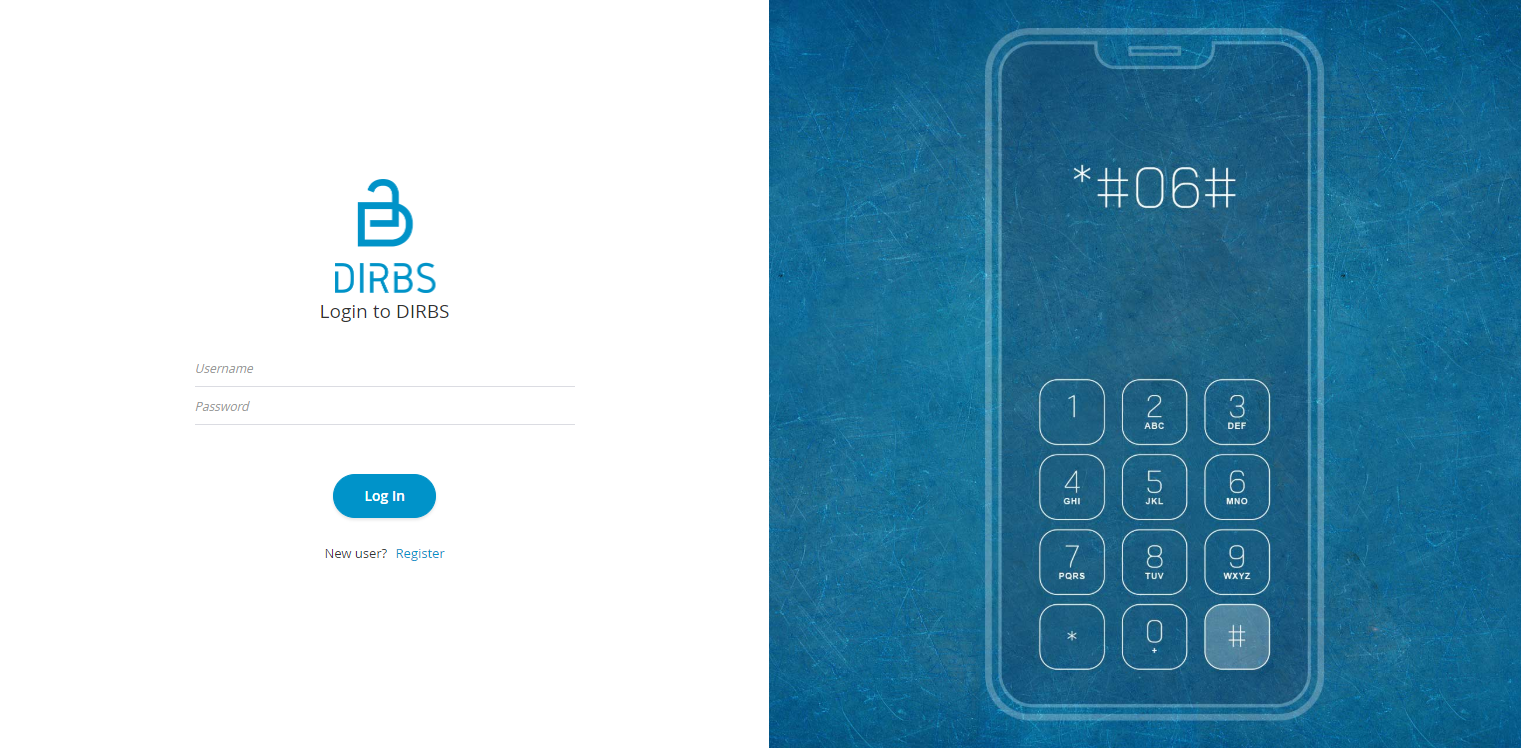 DIRBS
Login to DIRBS
Username
Password
Log In
New user? Register
*#06#
1
2
ABC
3
DEF
4
GHI
5
JKL
6
MNO
7
PQRS
8
TUV
9
WXYZ
*
0
+
#